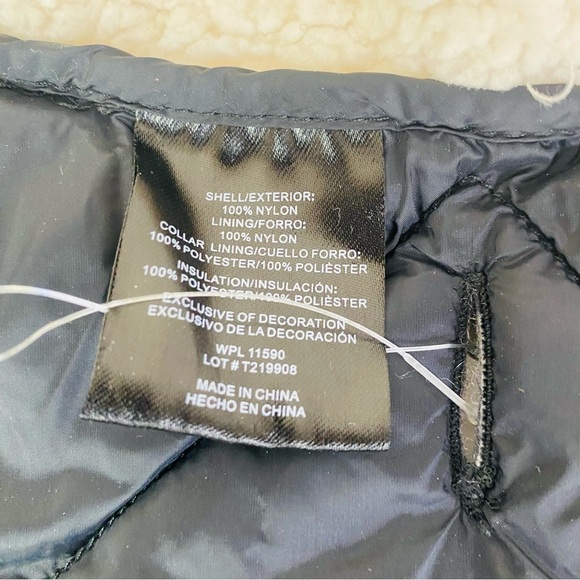 SHELL/EXTERIOR:
100% NYLON
LINING/FORRO:
100% NYLON
COLLAR LINING/CUELLO FORRO:
100% POLYESTER/100% POLIÉSTER
INSULATION/INSULACIÓN:
100% POLYESTER/100% POLIÉSTER
EXCLUSIVE OF DECORATION
EXCLUSIVO DE LA DECORACIÓN
WPL 11590
LOT # T219908
MADE IN CHINA
HECHO EN CHINA